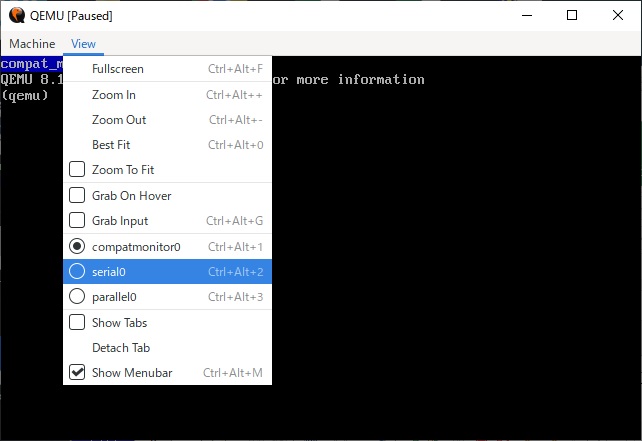 QEMU [Paused]
Machine View
compat_m
QEMU 8.1 or more information
(qemu)
Fullscreen Ctrl+Alt+F
Zoom In Ctrl+Alt++
Zoom Out Ctrl+Alt+-
Best Fit Ctrl+Alt+0
Zoom To Fit
Grab On Hover
Grab Input Ctrl+Alt+G
compatmonitor0 Ctrl+Alt+1
serial0 Ctrl+Alt+2
parallel0 Ctrl+Alt+3
Show Tabs
Detach Tab
Show Menubar Ctrl+Alt+M